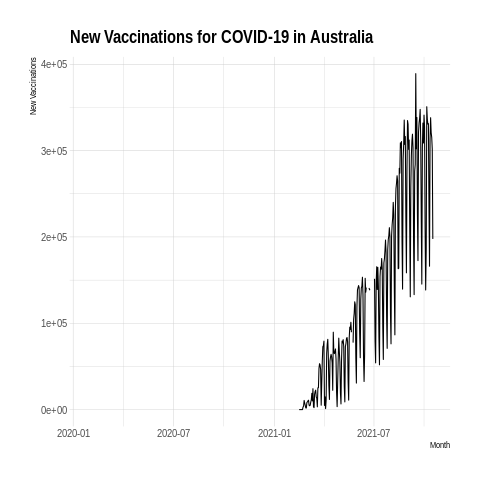 New Vaccinations for COVID-19 in Australia
New Vaccinations
4e+05
3e+05
2e+05
1e+05
0e+00
2020-01
2020-07
2021-01
2021-07
Month